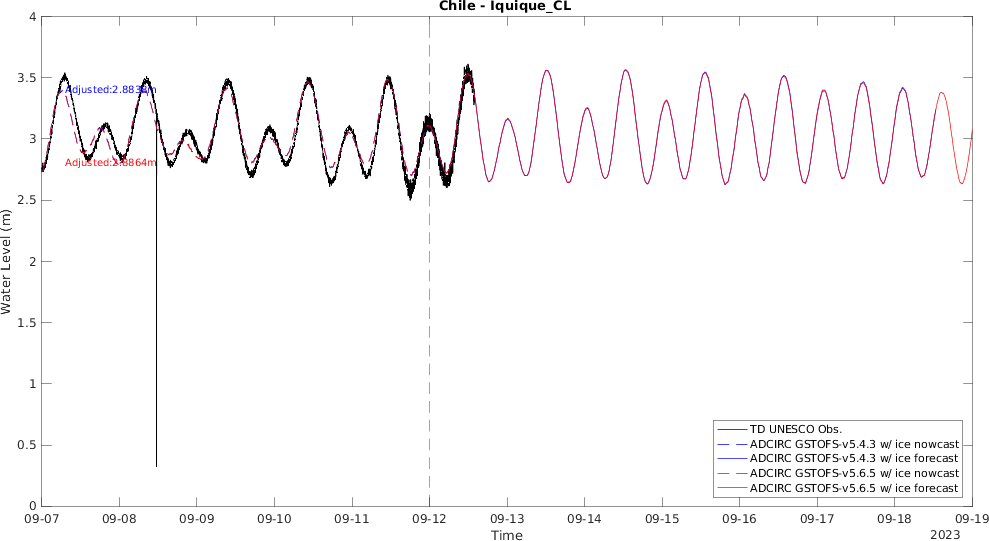 Chile - Iquique_CL
4
3.5
3
2.5
2
1.5
1
0.5
0
Water Level (m)
Adjusted:2.8838m
Adjusted:2.8864m
TD UNESCO Obs.
ADCIRC GSTOFS-v5.4.3 w/ ice nowcast
ADCIRC GSTOFS-v5.4.3 w/ ice forecast
ADCIRC GSTOFS-v5.6.5 w/ ice nowcast
ADCIRC GSTOFS-v5.6.5 w/ ice forecast
09-07 09-08 09-09 09-10 09-11 09-12 09-13 09-14 09-15 09-16 09-17 09-18 09-19
Time
2023